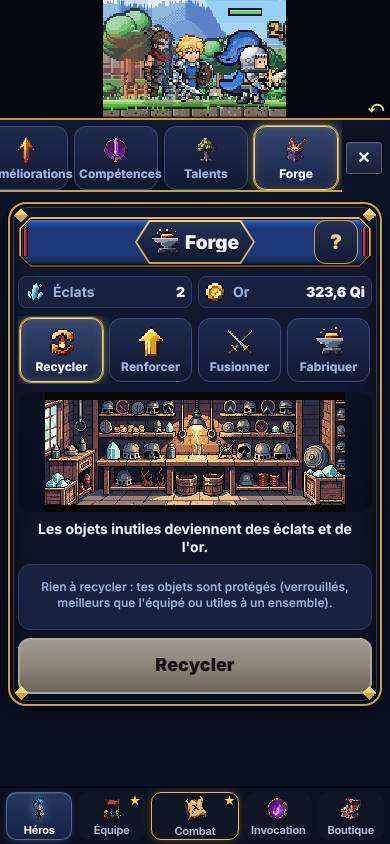 méliorations
Compétences
Talents
Forge
×
Forge
?
Éclats
2
Or
323,6 Qi
Recycler
Renforcer
Fusionner
Fabriquer
Les objets inutiles deviennent des éclats et de
l'or.
Rien à recycler : tes objets sont protégés (verrouillés,
meilleurs que l'équipé ou utiles à un ensemble).
Recycler
Héros
Équipe
Combat
Invocation
Boutique